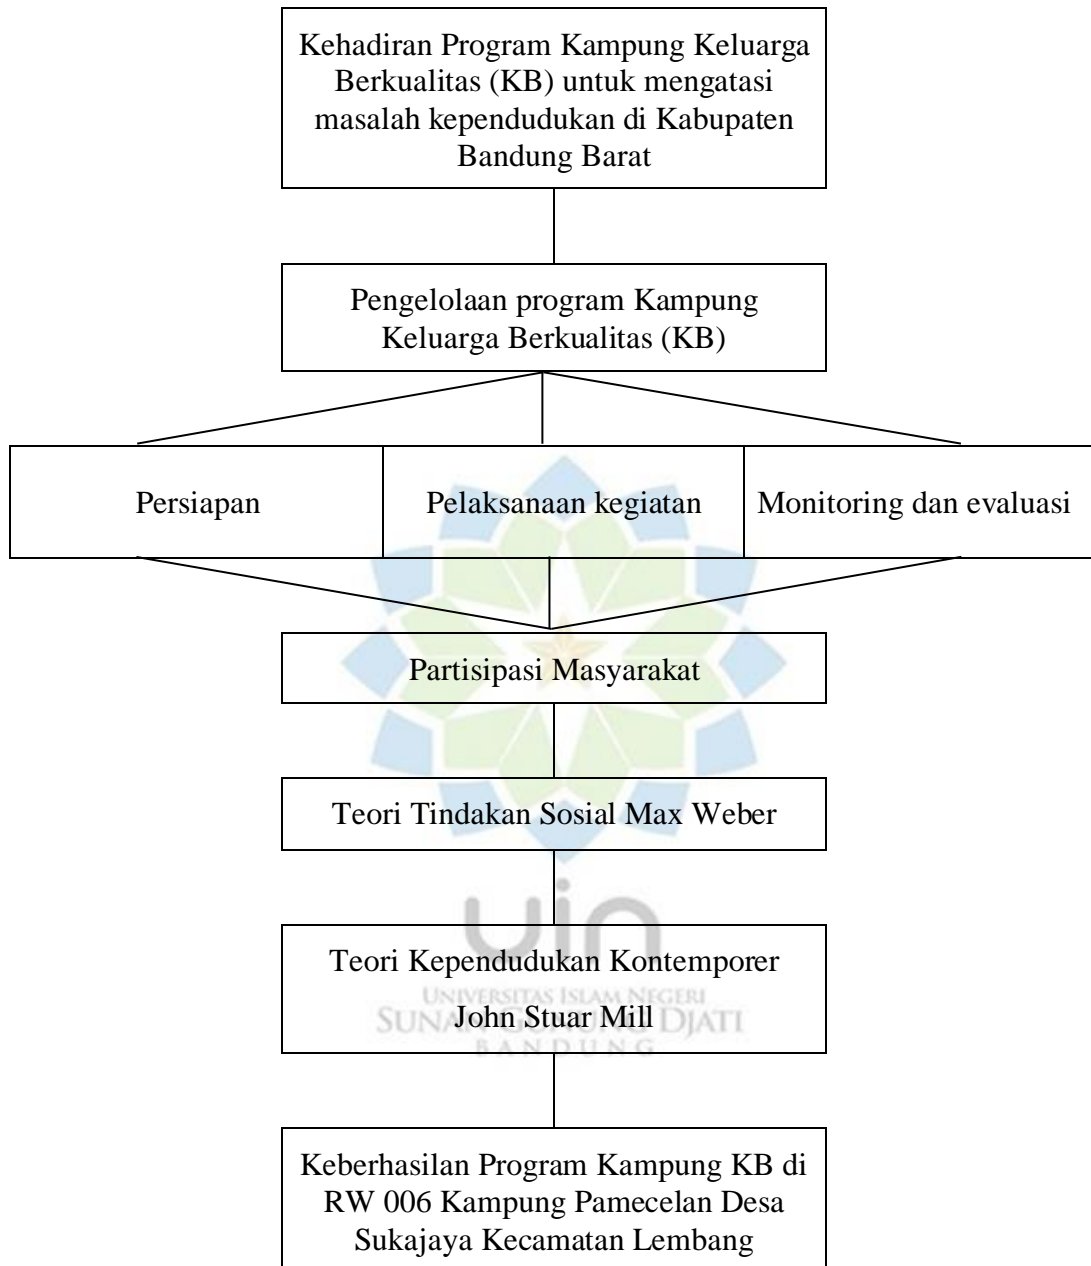 Kehadiran Program Kampung Keluarga
Berkualitas (KB) untuk mengatasi
masalah kependudukan di Kabupaten
Bandung Barat
Pengelolaan program Kampung
Keluarga Berkualitas (KB)
Persiapan
Pelaksanaan kegiatan
Monitoring dan evaluasi
Partisipasi Masyarakat
Teori Tindakan Sosial Max Weber
uin
Teori Kependudukan Kontemporer
UNIVERSITAS ISLAM NEGERI
John Stuar Mill
SUNAN GUNUNG DJATI
BANDUNG
Keberhasilan Program Kampung KB di
RW 006 Kampung Pamecelan Desa
Sukajaya Kecamatan Lembang